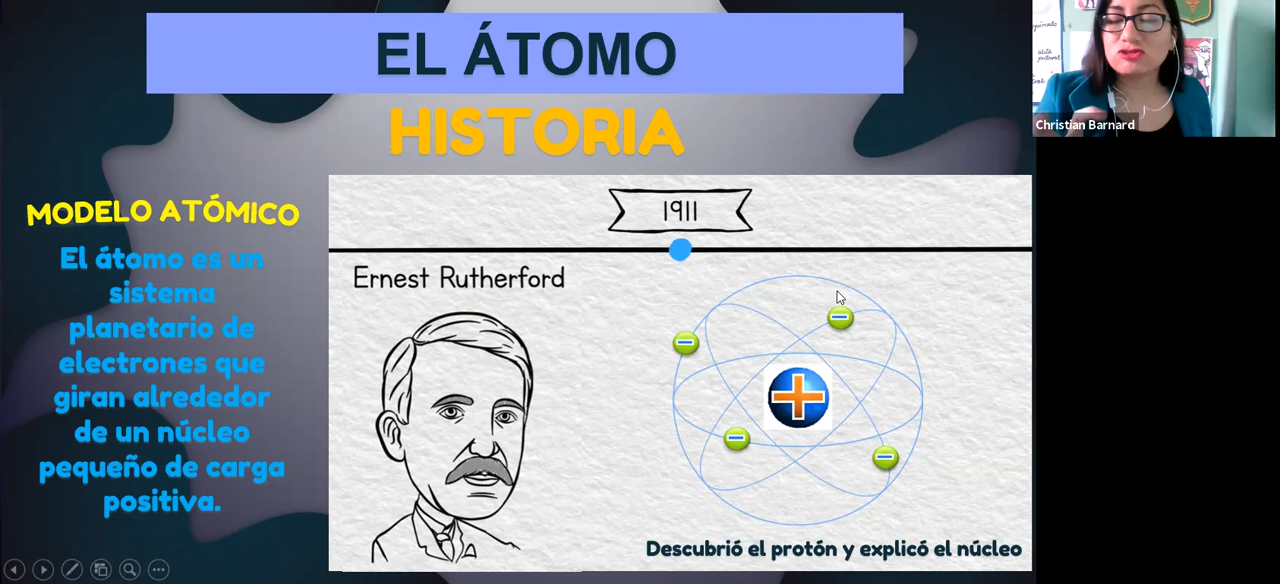 EL ÁTOMO
HISTORIA
MODELO ATÓMICO
El átomo es un
sistema
planetario de
electrones que
giran alrededor
de un núcleo
pequeño de carga
positiva.
1911
Ernest Rutherford
Descubrió el protón y explicó el núcleo
Christian Barnard